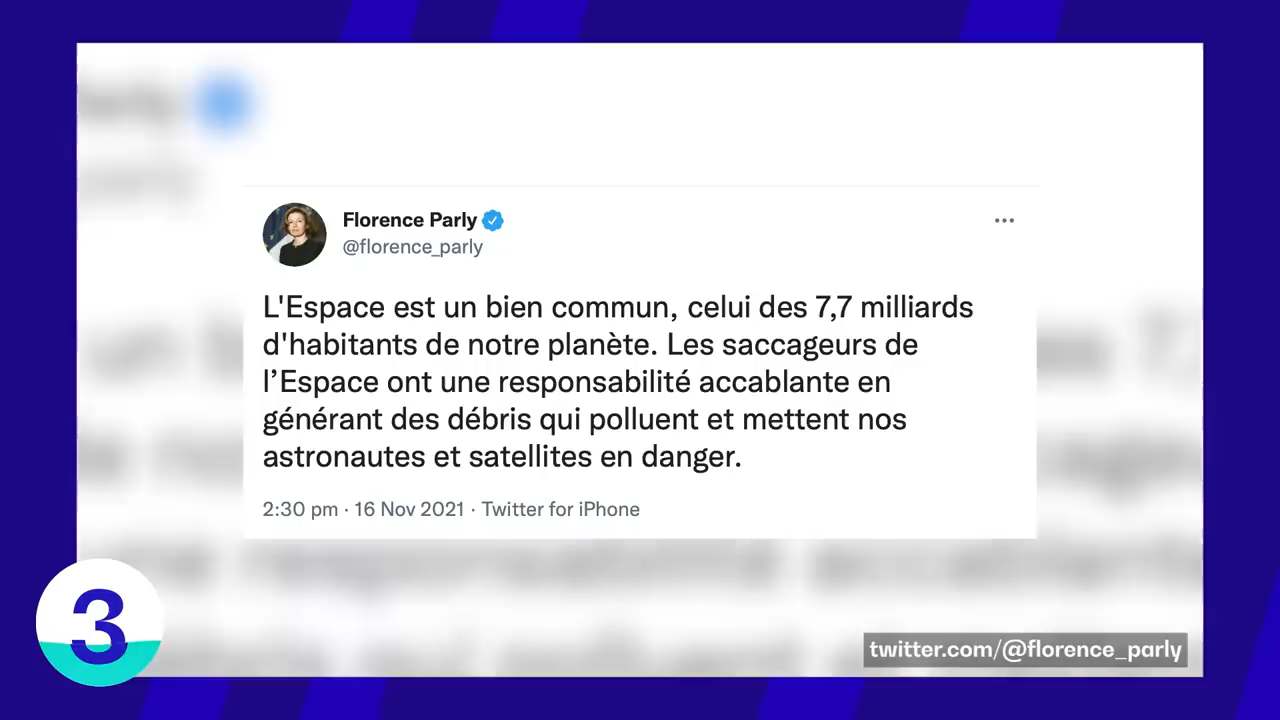 Florence Parly
@florence_parly
L'Espace est un bien commun, celui des 7,7 milliards
d'habitants de notre planète. Les saccageurs de
l’Espace ont une responsabilité accablante en
générant des débris qui polluent et mettent nos
astronautes et satellites en danger.
2:30 pm · 16 Nov 2021 · Twitter for iPhone
3
twitter.com/@florence_parly